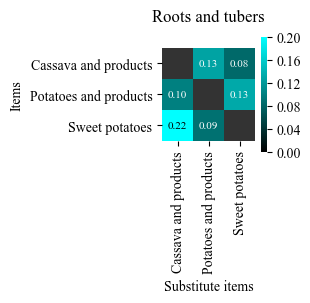 Roots and tubers
Items
Cassava and products
Potatoes and products
Sweet potatoes
0.13 0.08
0.10 0.13
0.22 0.09
0.20
0.16
0.12
0.08
0.04
0.00
Cassava and products
Potatoes and products
Sweet potatoes
Substitute items